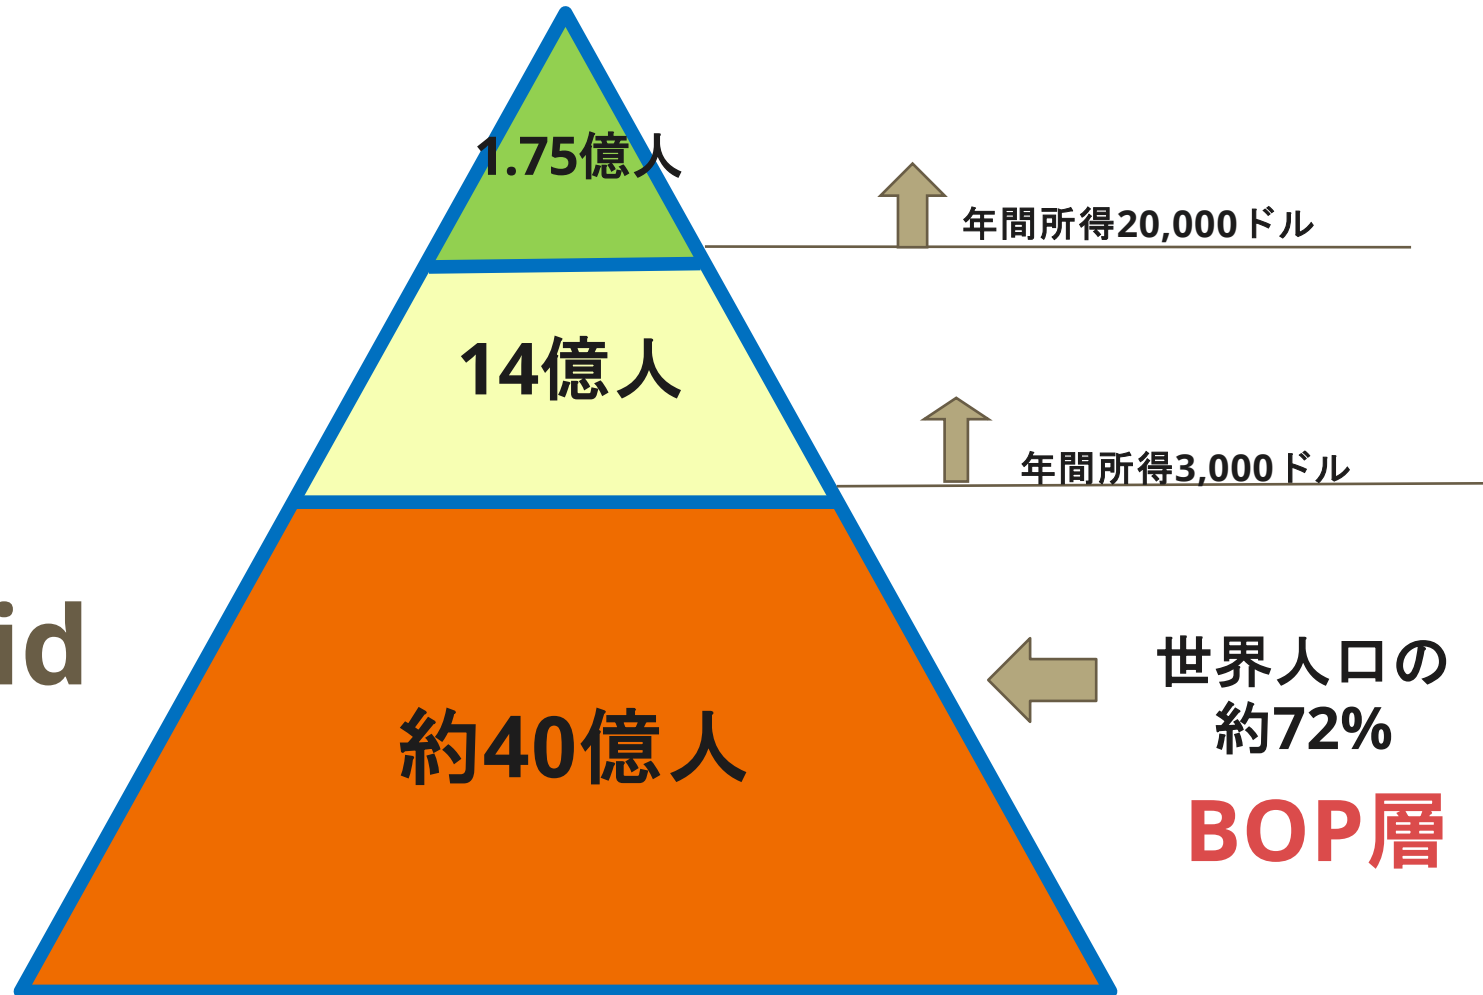 1.75億人
年間所得20,000ドル
14億人
年間所得3,000ドル
id
世界人口の
約72%
約40億人
BOP層